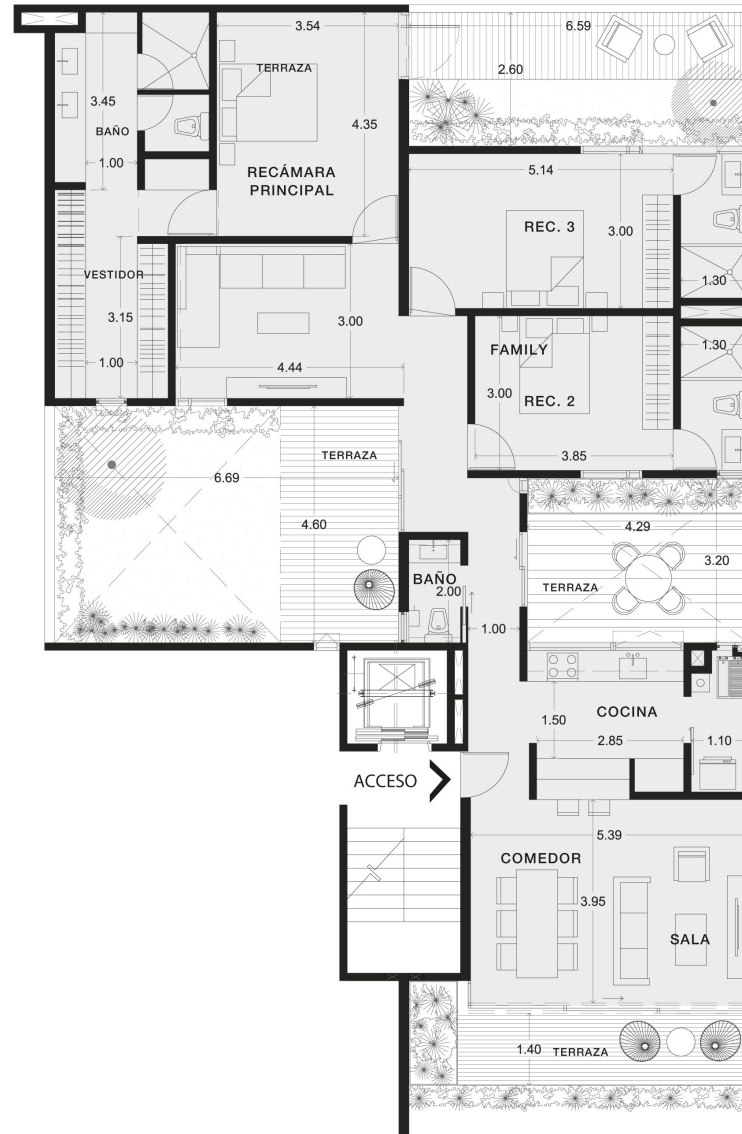 3.54
6.59
TERRAZA
2.60
3.45
BAÑO
4.35
1.00
RECÁMARA
PRINCIPAL
5.14
REC. 3
3.00
VESTIDOR
1.30
3.15
3.00
1.30
FAMILY
1.00
4.44
3.00
REC. 2
TERRAZA
3.85
6.69
4.60
4.29
3.20
BAÑO
2.00
TERRAZA
1.00
COCINA
1.50
2.85
1.10
ACCESO
5.39
COMEDOR
3.95
SALA
1.40
TERRAZA